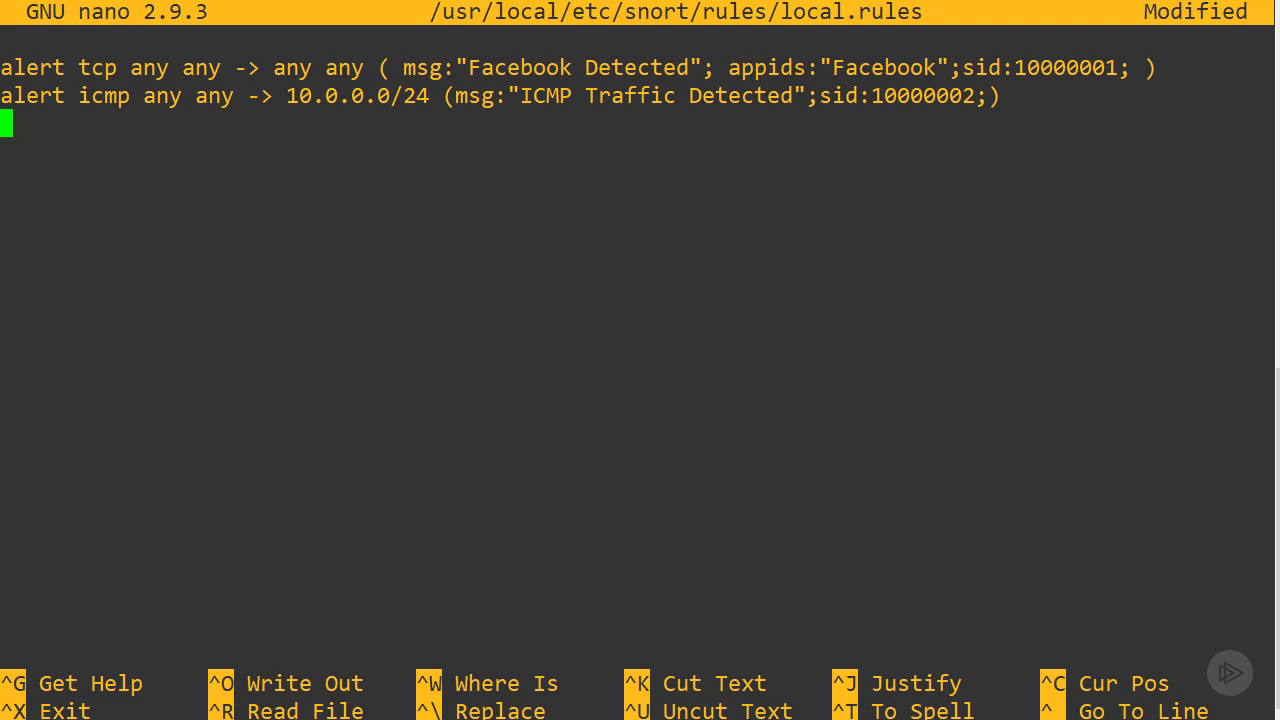 GNU nano 2.9.3 /usr/local/etc/snort/rules/local.rules Modified
alert tcp any any -> any any ( msg:"Facebook Detected"; appids:"Facebook";sid:10000001; )
alert icmp any any -> 10.0.0.0/24 (msg:"ICMP Traffic Detected";sid:10000002;)
^G Get Help ^O Write Out ^W Where Is ^K Cut Text ^J Justify ^C Cur Pos
^X Exit ^R Read File ^\ Replace ^U Uncut Text ^T To Spell ^ Go To Line